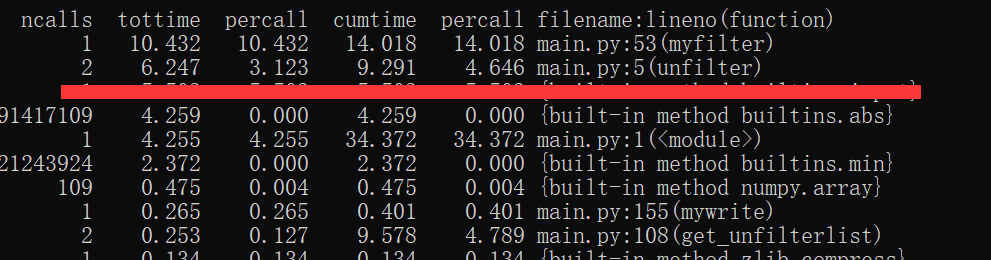 ncalls tottime percall cumtime percall filename:lineno(function)
1 10.432 10.432 14.018 14.018 main.py:53(myfilter)
2 6.247 3.123 9.291 4.646 main.py:5(unfilter)
91417109 4.259 0.000 4.259 0.000 {built-in method builtins.abs}
1 4.255 4.255 34.372 34.372 main.py:1(<module>)
21243924 2.372 0.000 2.372 0.000 {built-in method builtins.min}
109 0.475 0.004 0.475 0.004 {built-in method numpy.array}
1 0.265 0.265 0.401 0.401 main.py:155(mywrite)
2 0.253 0.127 9.578 4.789 main.py:108(get_unfilterlist)
1 0.134 0.134 0.134 0.134 {built-in method zlib.compress}